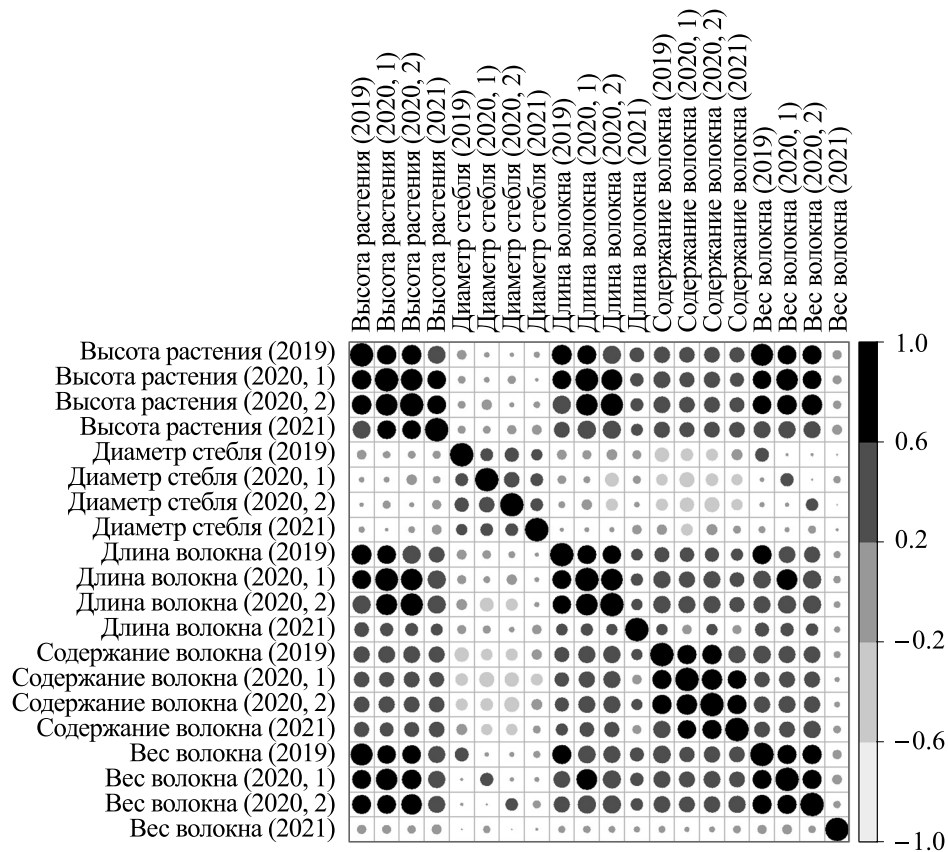 Высота растения (2019)
Высота растения (2020, 1)
Высота растения (2020, 2)
Высота растения (2021)
Диаметр стебля (2019)
Диаметр стебля (2020, 1)
Диаметр стебля (2020, 2)
Диаметр стебля (2021)
Длина волокна (2019)
Длина волокна (2020, 1)
Длина волокна (2020, 2)
Длина волокна (2021)
Содержание волокна (2019)
Содержание волокна (2020, 1)
Содержание волокна (2020, 2)
Содержание волокна (2021)
Вес волокна (2019)
Вес волокна (2020, 1)
Вес волокна (2020, 2)
Вес волокна (2021)
Высота растения (2019)
Высота растения (2020, 1)
Высота растения (2020, 2)
Высота растения (2021)
Диаметр стебля (2019)
Диаметр стебля (2020, 1)
Диаметр стебля (2020, 2)
Диаметр стебля (2021)
Длина волокна (2019)
Длина волокна (2020, 1)
Длина волокна (2020, 2)
Длина волокна (2021)
Содержание волокна (2019)
Содержание волокна (2020, 1)
Содержание волокна (2020, 2)
Содержание волокна (2021)
Вес волокна (2019)
Вес волокна (2020, 1)
Вес волокна (2020, 2)
Вес волокна (2021)
1.0
0.6
0.2
−0.2
−0.6
−1.0